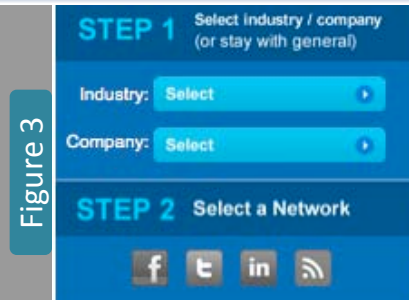 Figure 3
STEP 1 Select industry / company
(or stay with general)
Industry: Select
Company: Select
STEP 2 Select a Network
f t in